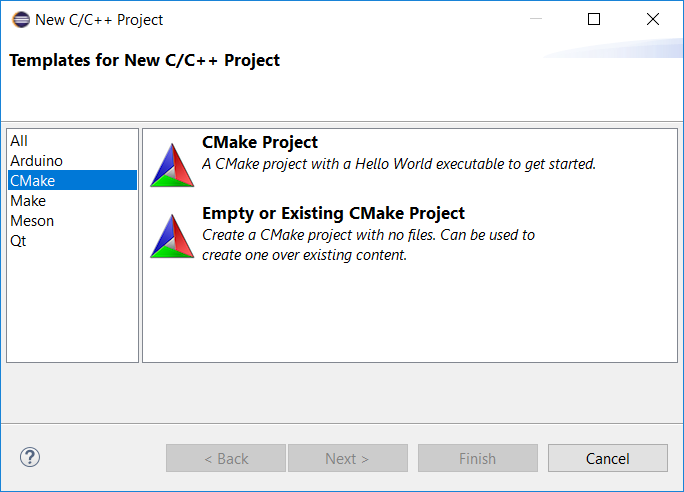 New C/C++ Project
Templates for New C/C++ Project
All
Arduino
CMake
Make
Meson
Qt
CMake Project
A CMake project with a Hello World executable to get started.
Empty or Existing CMake Project
Create a CMake project with no files. Can be used to
create one over existing content.
?
< Back
Next >
Finish
Cancel